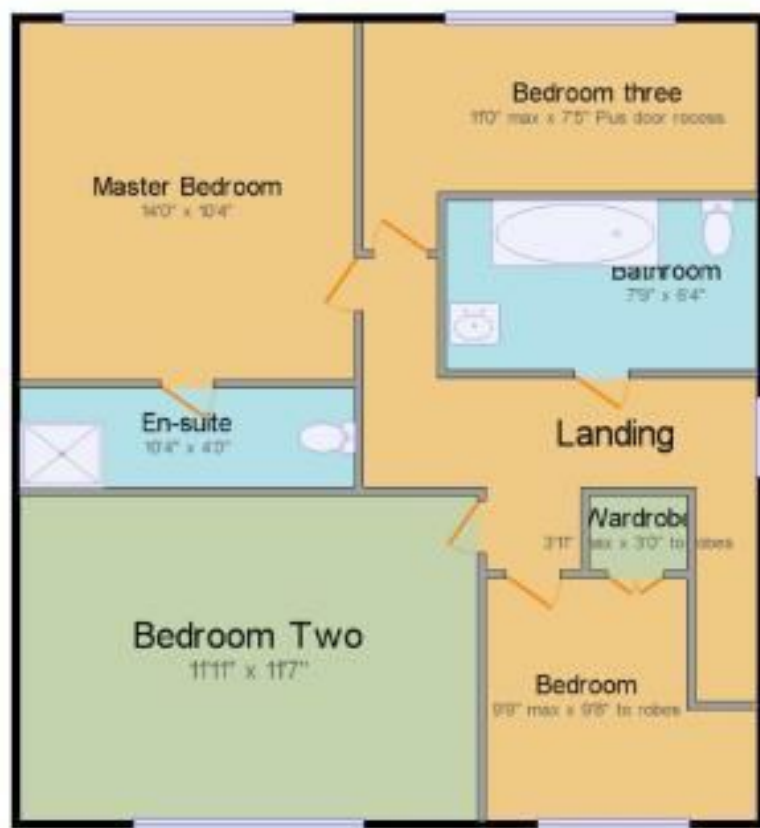 Bedroom three
11'0" max x 7'5" Plus door recess
Master Bedroom
14'0" x 10'4"
Bathroom
7'9" x 6'4"
En-suite
10'4" x 4'0"
Landing
Wardrobe
3'11" max x 3'0" to robes
Bedroom Two
11'11" x 11'7"
Bedroom
9'9" max x 9'8" to robes